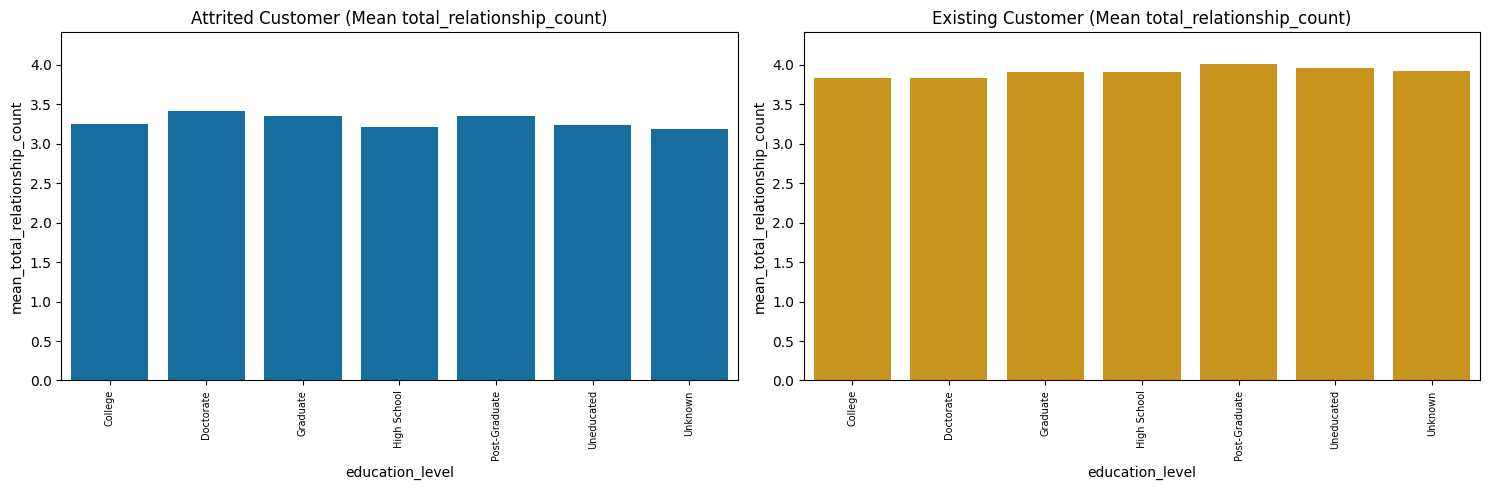 Attrited Customer (Mean total_relationship_count)
mean_total_relationship_count
4.0
3.5
3.0
2.5
2.0
1.5
1.0
0.5
0.0
College
Doctorate
Graduate
High School
Post-Graduate
Uneducated
Unknown
education_level
Existing Customer (Mean total_relationship_count)
mean_total_relationship_count
4.0
3.5
3.0
2.5
2.0
1.5
1.0
0.5
0.0
College
Doctorate
Graduate
High School
Post-Graduate
Uneducated
Unknown
education_level